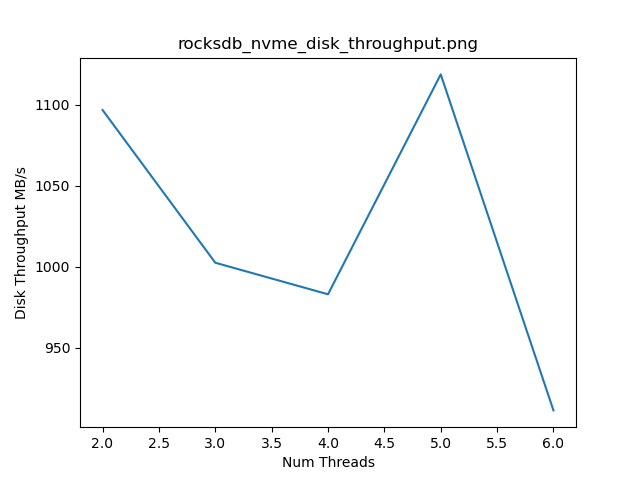 rocksdb_nvme_disk_throughput.png
1100
1050
1000
950
Disk Throughput MB/s
2.0 2.5 3.0 3.5 4.0 4.5 5.0 5.5 6.0
Num Threads